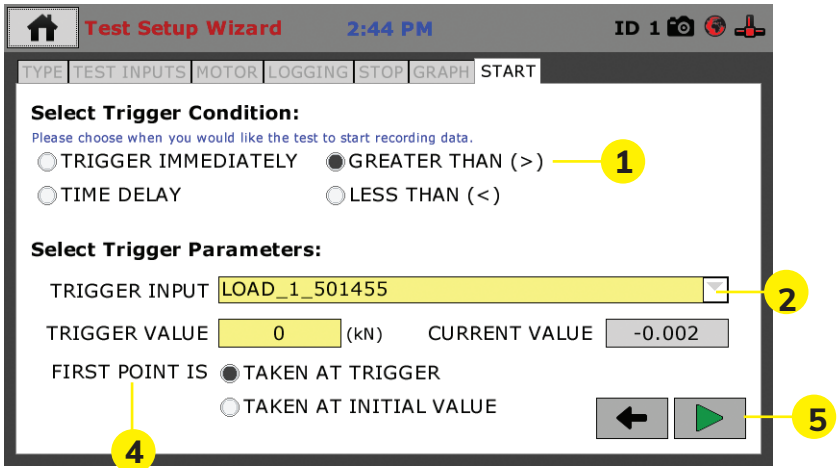 Test Setup Wizard 2:44 PM ID 1
TYPE TEST INPUTS MOTOR LOGGING STOP GRAPH START
Select Trigger Condition:
Please choose when you would like the test to start recording data.
TRIGGER IMMEDIATELY GREATER THAN (>) 1
TIME DELAY LESS THAN (<)
Select Trigger Parameters:
TRIGGER INPUT LOAD_1_501455 2
TRIGGER VALUE 0 (kN) CURRENT VALUE -0.002
FIRST POINT IS TAKEN AT TRIGGER
TAKEN AT INITIAL VALUE 5
4